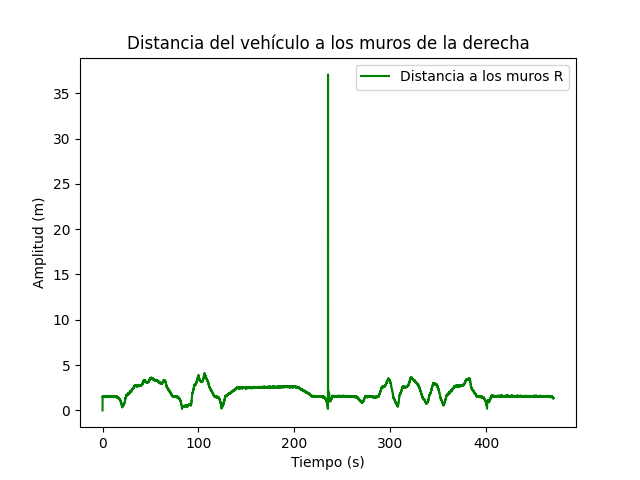 Distancia del vehículo a los muros de la derecha
Distancia a los muros R
35
30
25
20
15
10
5
0
Amplitud (m)
0 100 200 300 400
Tiempo (s)